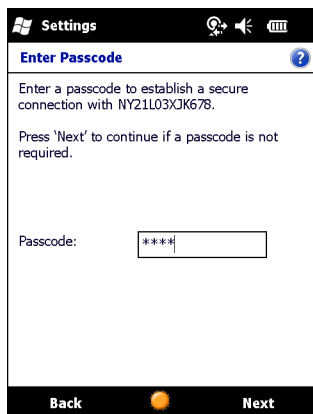 Settings
Enter Passcode
Enter a passcode to establish a secure
connection with NY21L03XJK678.
Press 'Next' to continue if a passcode is not
required.
Passcode: ****
Back Next